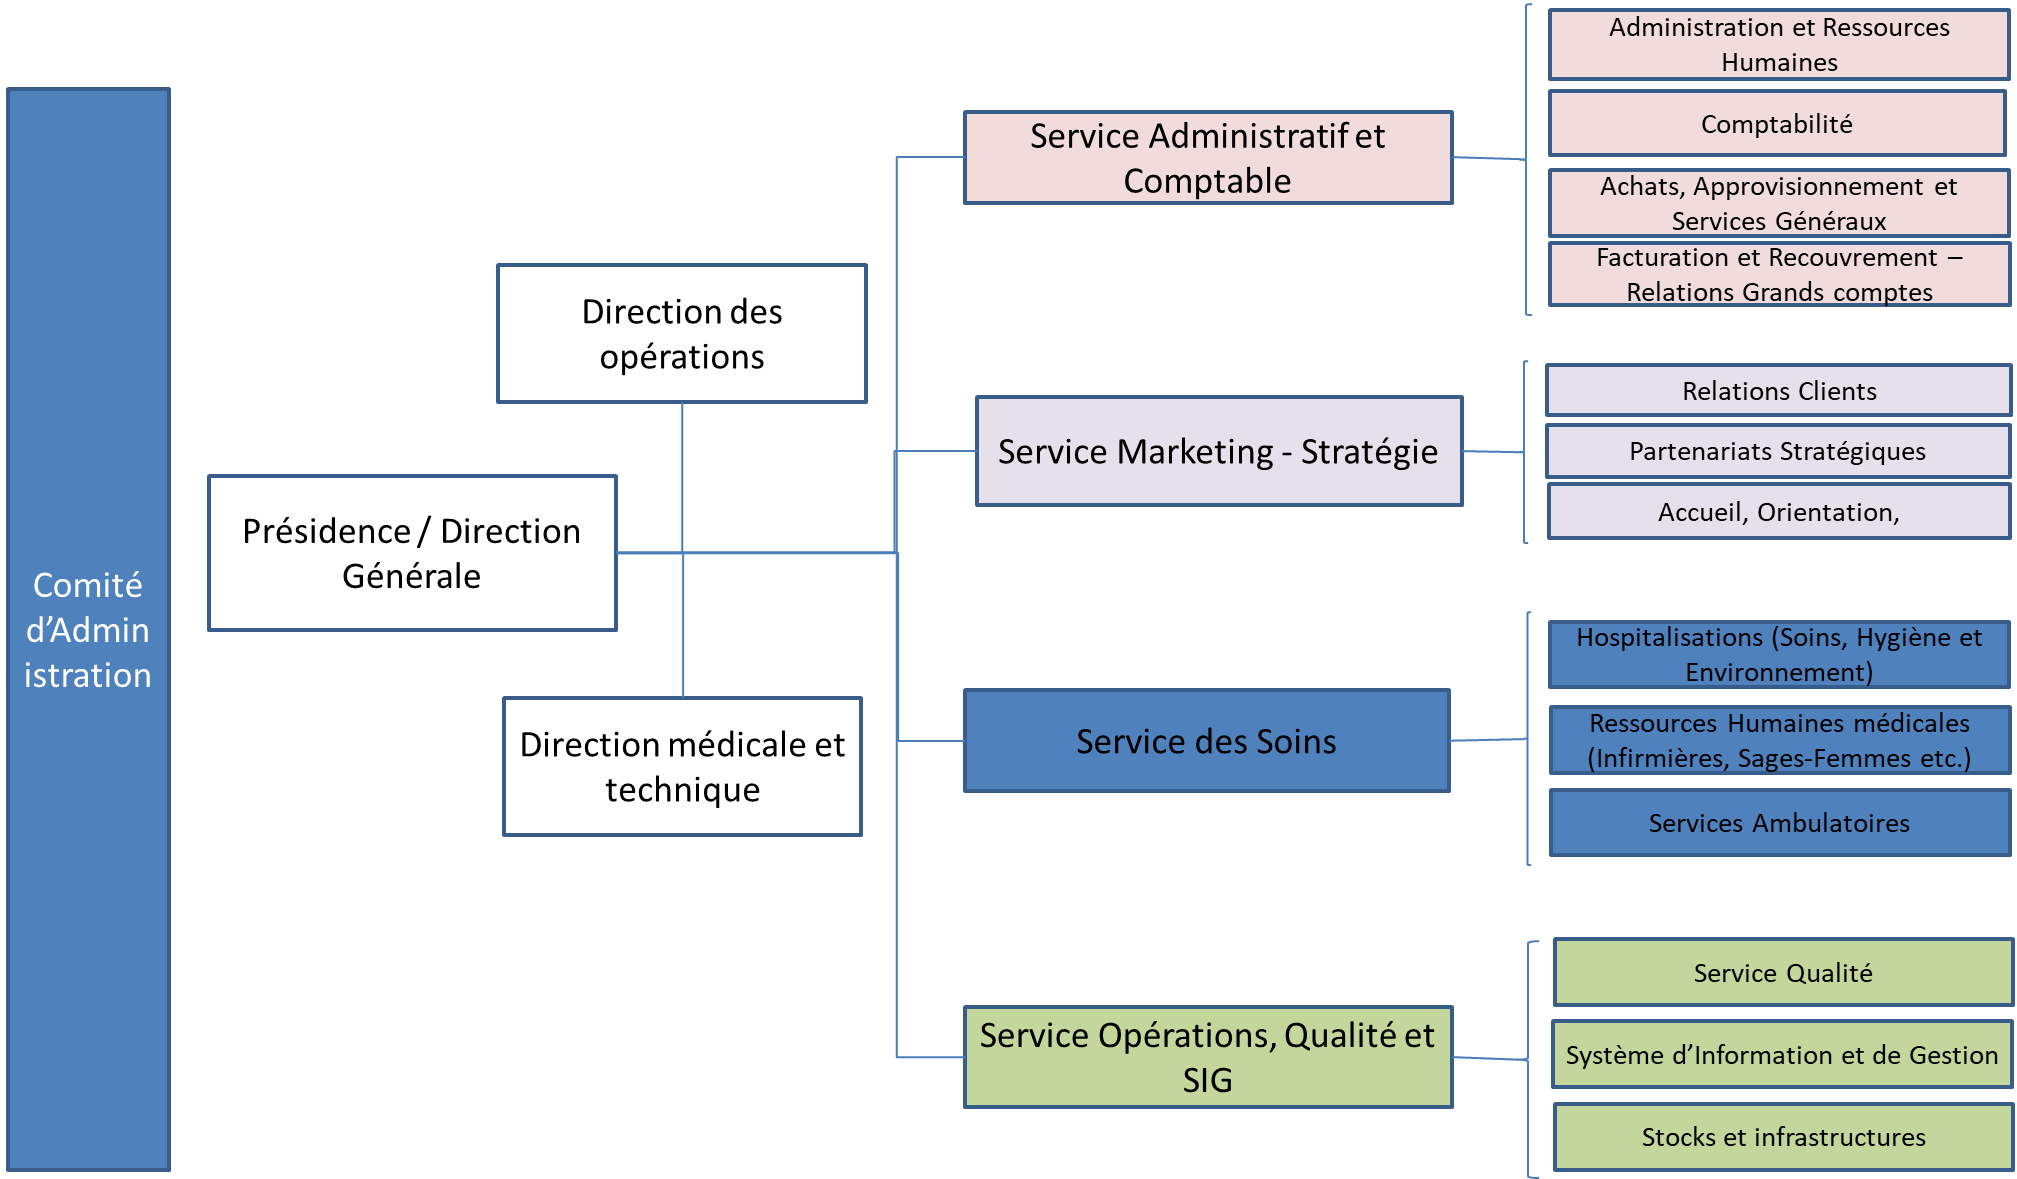 Comité
d’Admin
istration
Présidence / Direction
Générale
Direction des
opérations
Direction médicale et
technique
Service Administratif et
Comptable
Administration et Ressources
Humaines
Comptabilité
Achats, Approvisionnement et
Services Généraux
Facturation et Recouvrement –
Relations Grands comptes
Service Marketing - Stratégie
Relations Clients
Partenariats Stratégiques
Accueil, Orientation,
Service des Soins
Hospitalisations (Soins, Hygiène et
Environnement)
Ressources Humaines médicales
(Infirmières, Sages-Femmes etc.)
Services Ambulatoires
Service Opérations, Qualité et
SIG
Service Qualité
Système d’Information et de Gestion
Stocks et infrastructures